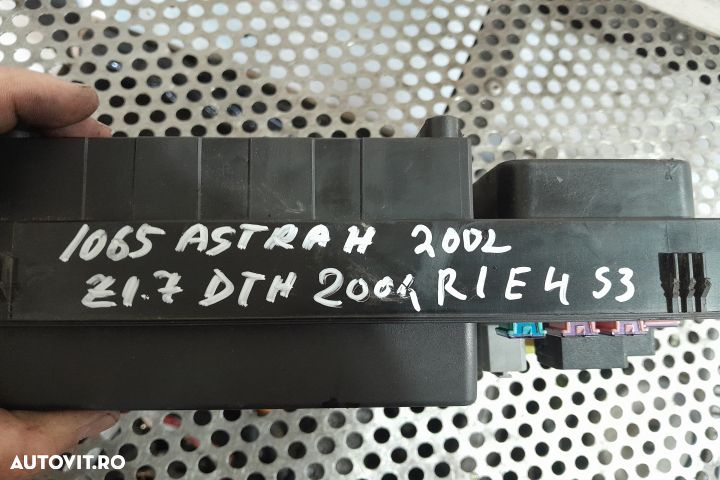 1065 ASTRA H 2002
Z1.7 DTH 2004 R1E4 S3
AUTOVIT.RO